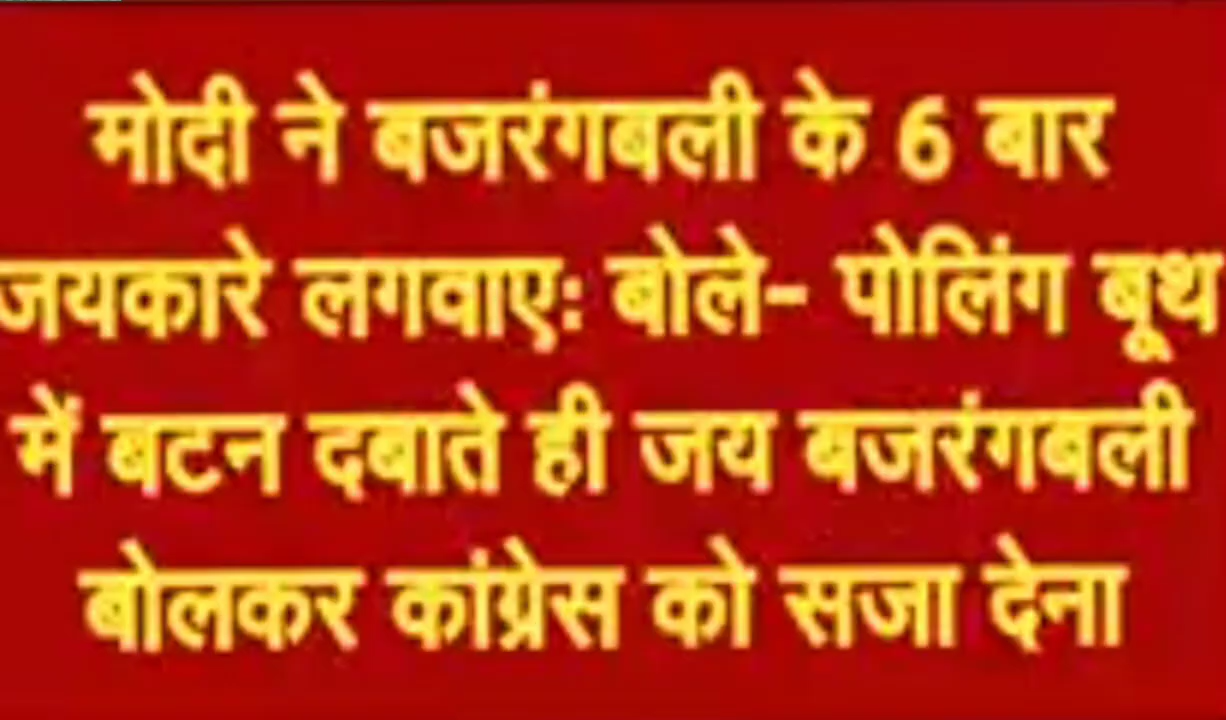 मोदी ने बजरंगबली के 6 बार
जयकारे लगवाए: बोले- पोलिंग बूथ
में बटन दबाते ही जय बजरंगबली
बोलकर कांग्रेस को सजा देना